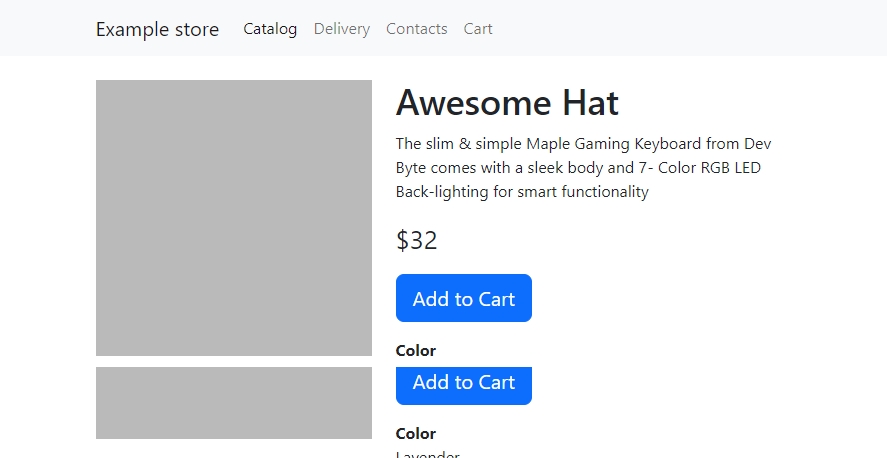 Example store Catalog Delivery Contacts Cart
Awesome Hat
The slim & simple Maple Gaming Keyboard from Dev
Byte comes with a sleek body and 7- Color RGB LED
Back-lighting for smart functionality
$32
Add to Cart
Color
Add to Cart
Color
Lavender